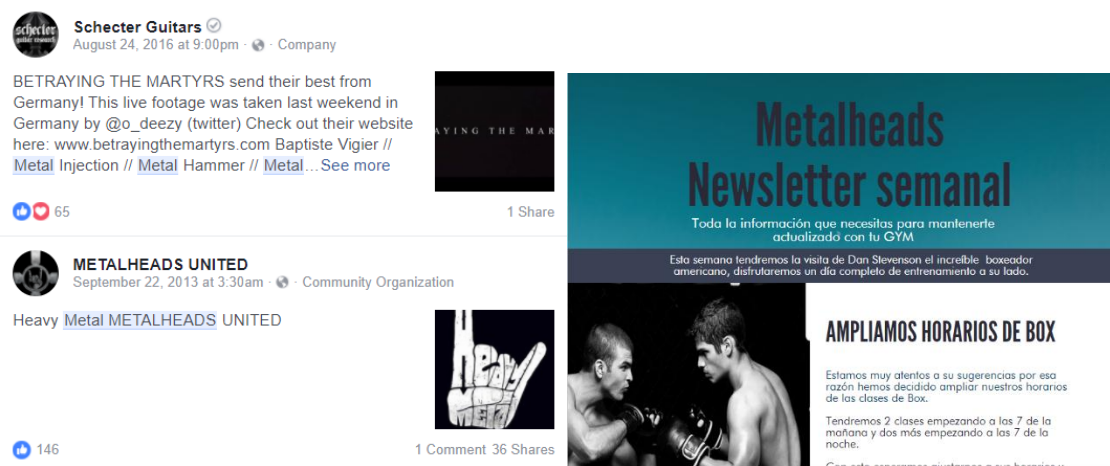 schecter
guitar research
Schecter Guitars
August 24, 2016 at 9:00pm · Company
BETRAYING THE MARTYRS send their best from
Germany! This live footage was taken last weekend in
Germany by @o_deezy (twitter) Check out their website
here: www.betrayingthemartyrs.com Baptiste Vigier //
Metal Injection // Metal Hammer // Metal...See more
AYING THE MAR
65
1 Share
METALHEADS UNITED
September 22, 2013 at 3:30am · Community Organization
Heavy Metal METALHEADS UNITED
heavy
metal
146
1 Comment 36 Shares
Metalheads
Newsletter semanal
Toda la información que necesitas para mantenerte
actualizado con tu GYM
Esta semana tendremos la visita de Dan Stevenson el increíble boxeador
americano, disfrutaremos un día completo de entrenamiento a su lado.
AMPLIAMOS HORARIOS DE BOX
Estamos muy atentos a su sugerencias por esa
razón hemos decidido ampliar nuestros horarios
de las clases de Box.
Tendremos 2 clases empezando a las 7 de la
mañana y dos más empezando a las 7 de la
noche.